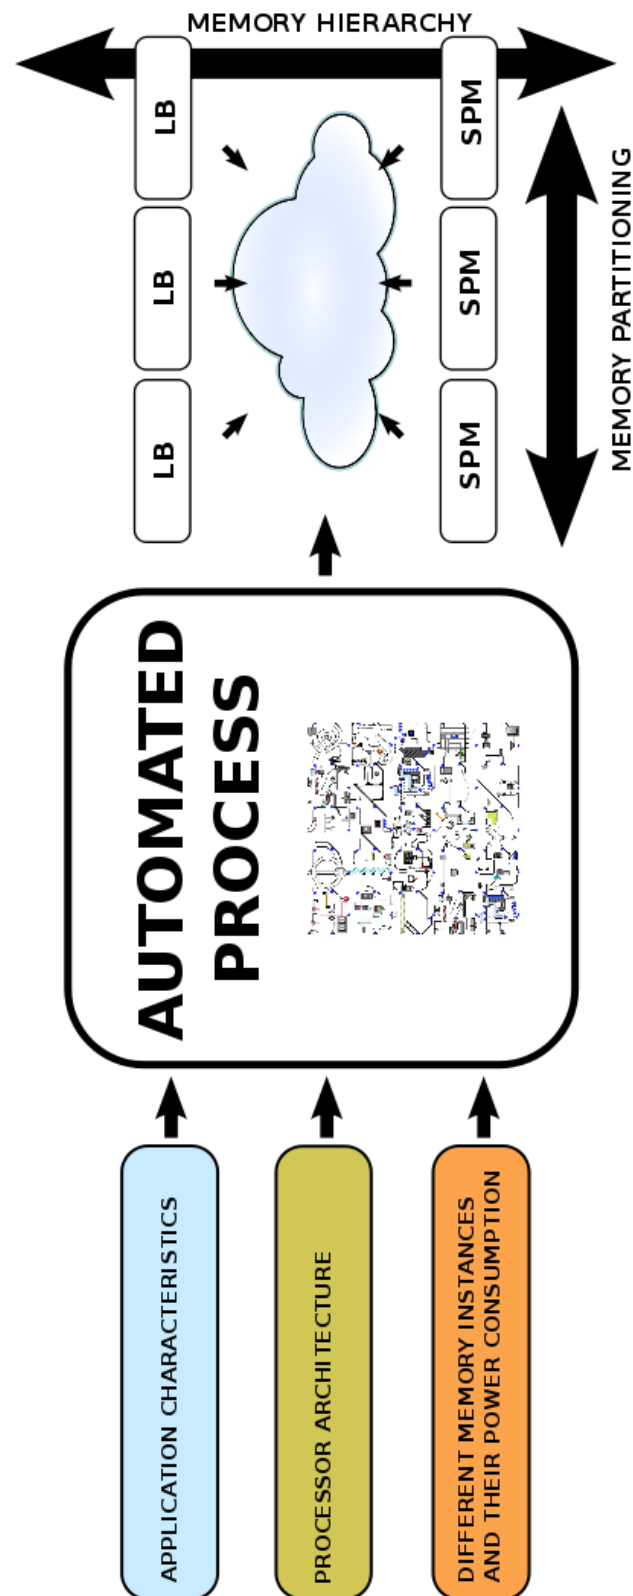 MEMORY HIERARCHY
LB
LB
LB
SPM
SPM
SPM
MEMORY PARTITIONING
AUTOMATED
PROCESS
APPLICATION CHARACTERISTICS
PROCESSOR ARCHITECTURE
DIFFERENT MEMORY INSTANCES
AND THEIR POWER CONSUMPTION